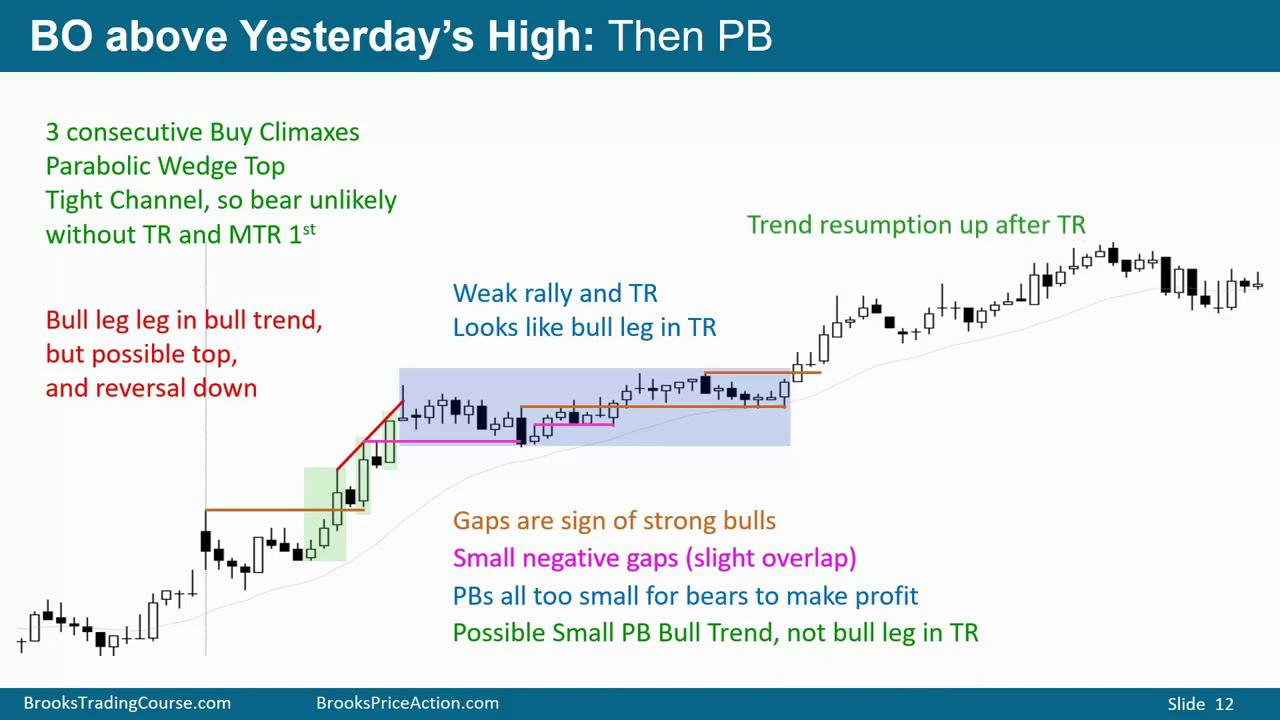 BO above Yesterday's High: Then PB
3 consecutive Buy Climaxes
Parabolic Wedge Top
Tight Channel, so bear unlikely
without TR and MTR 1st
Bull leg leg in bull trend,
but possible top,
and reversal down
Weak rally and TR
Looks like bull leg in TR
Trend resumption up after TR
Gaps are sign of strong bulls
Small negative gaps (slight overlap)
PBs all too small for bears to make profit
Possible Small PB Bull Trend, not bull leg in TR
BrooksTradingCourse.com BrooksPriceAction.com Slide 12